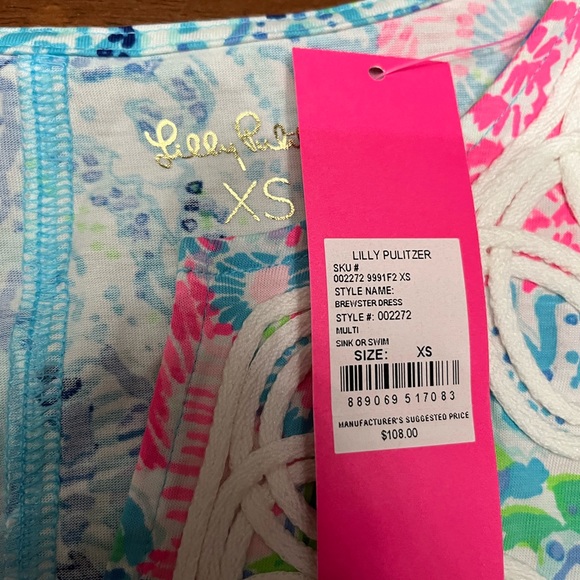 Lilly
XS
LILLY PULITZER
SKU #
002272 9991F2 XS
STYLE NAME:
BREWSTER DRESS
STYLE #: 002272
MULTI
SINK OR SWIM
SIZE: XS
889069 517083
MANUFACTURER'S SUGGESTED PRICE
$108.00